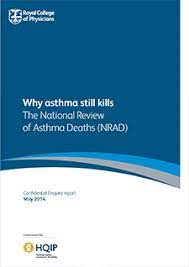 Royal College
of Physicians
Why asthma still kills
The National Review
of Asthma Deaths (NRAD)
Confidential Enquiry report
May 2014
HQIP